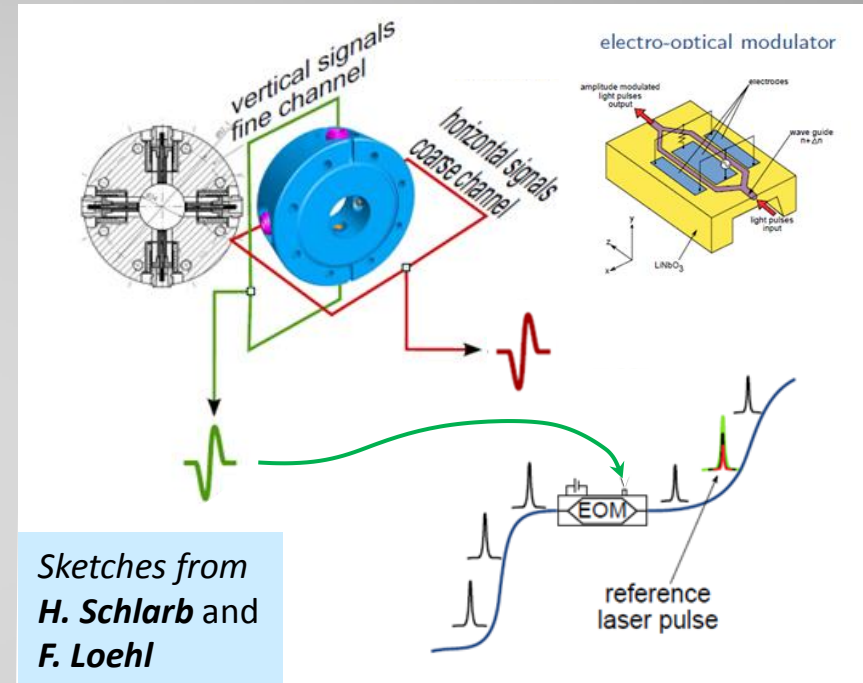 vertical signals
fine channel
horizontal signals
coarse channel
electro-optical modulator
amplitude modulated
light pulses
output
electrodes
wave guide
n+Δn
light pulses
input
LiNbO3
y
z
x
EOM
reference
laser pulse
Sketches from
H. Schlarb and
F. Loehl